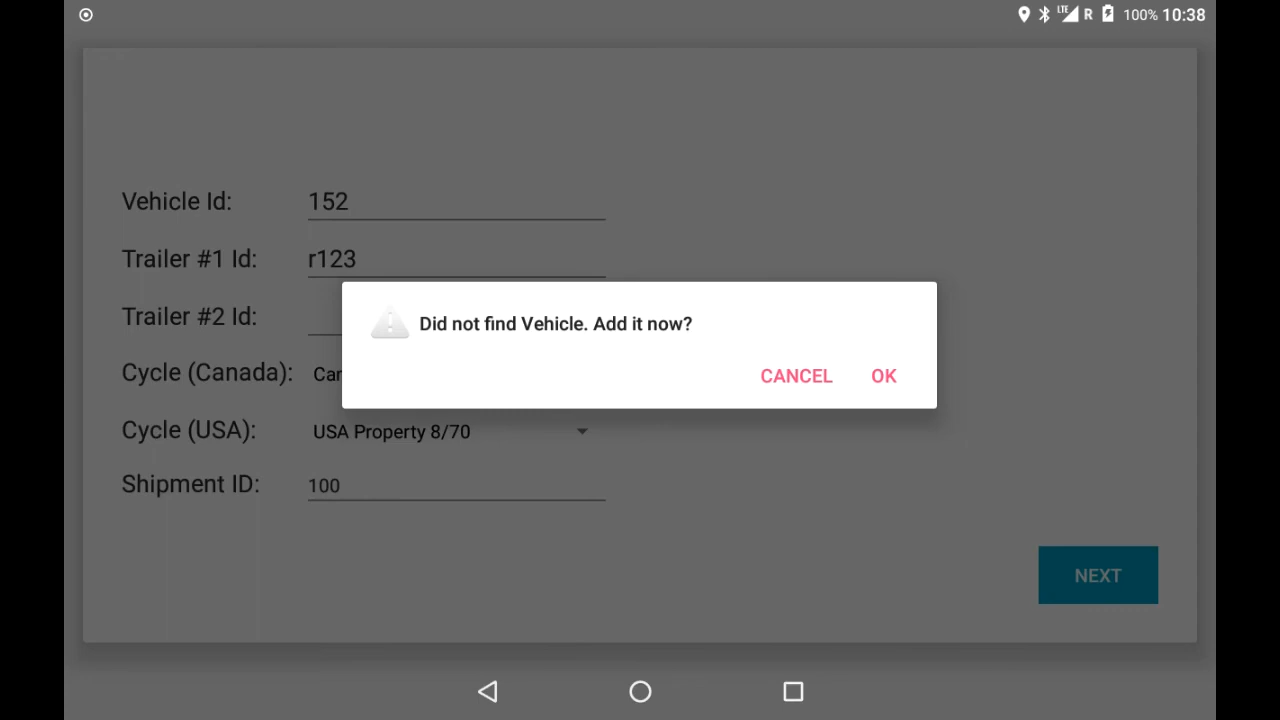 LTE R 100% 10:38
Vehicle Id: 152
Trailer #1 Id: r123
Trailer #2 Id:
Did not find Vehicle. Add it now?
CANCEL OK
Cycle (Canada):
Cycle (USA): USA Property 8/70
Shipment ID: 100
NEXT